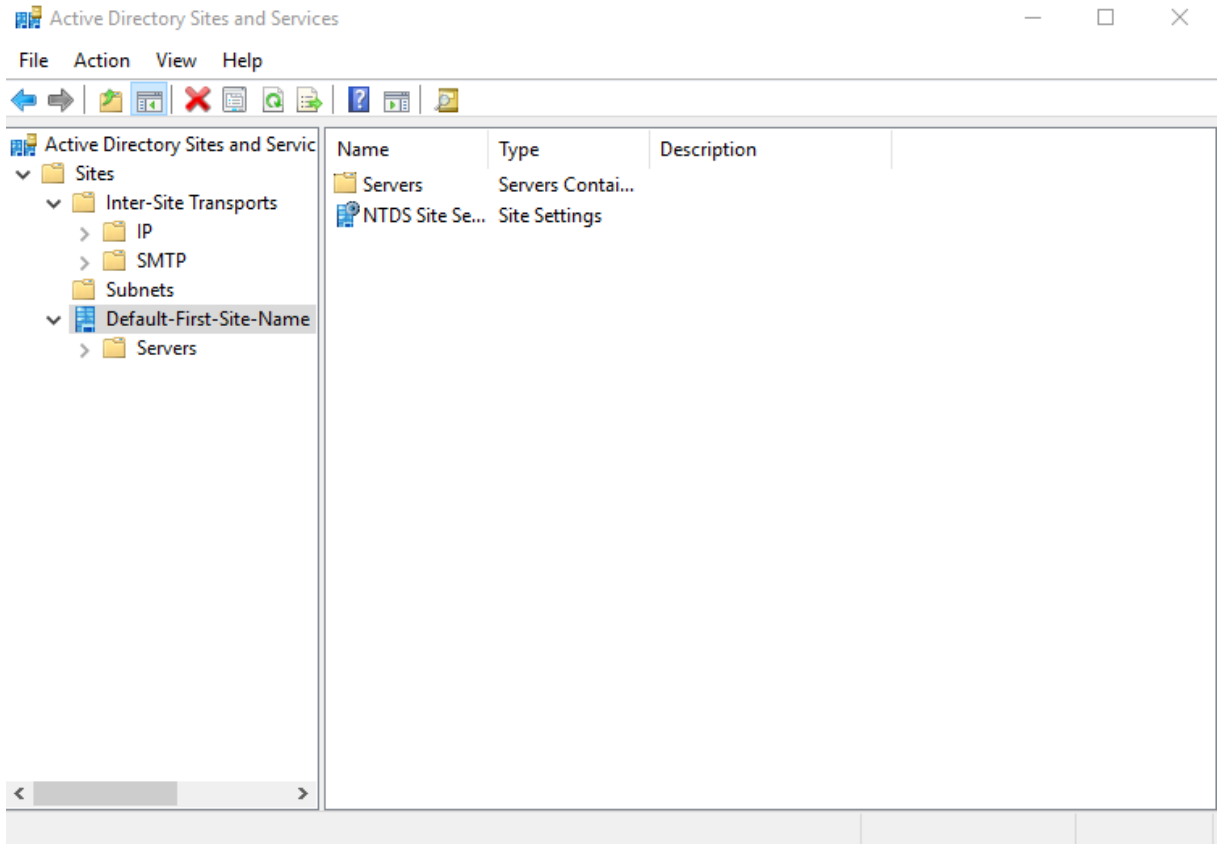 Active Directory Sites and Services
File Action View Help
Active Directory Sites and Servic
Sites
Inter-Site Transports
IP
SMTP
Subnets
Default-First-Site-Name
Servers
Name Type Description
Servers Servers Contai...
NTDS Site Se... Site Settings